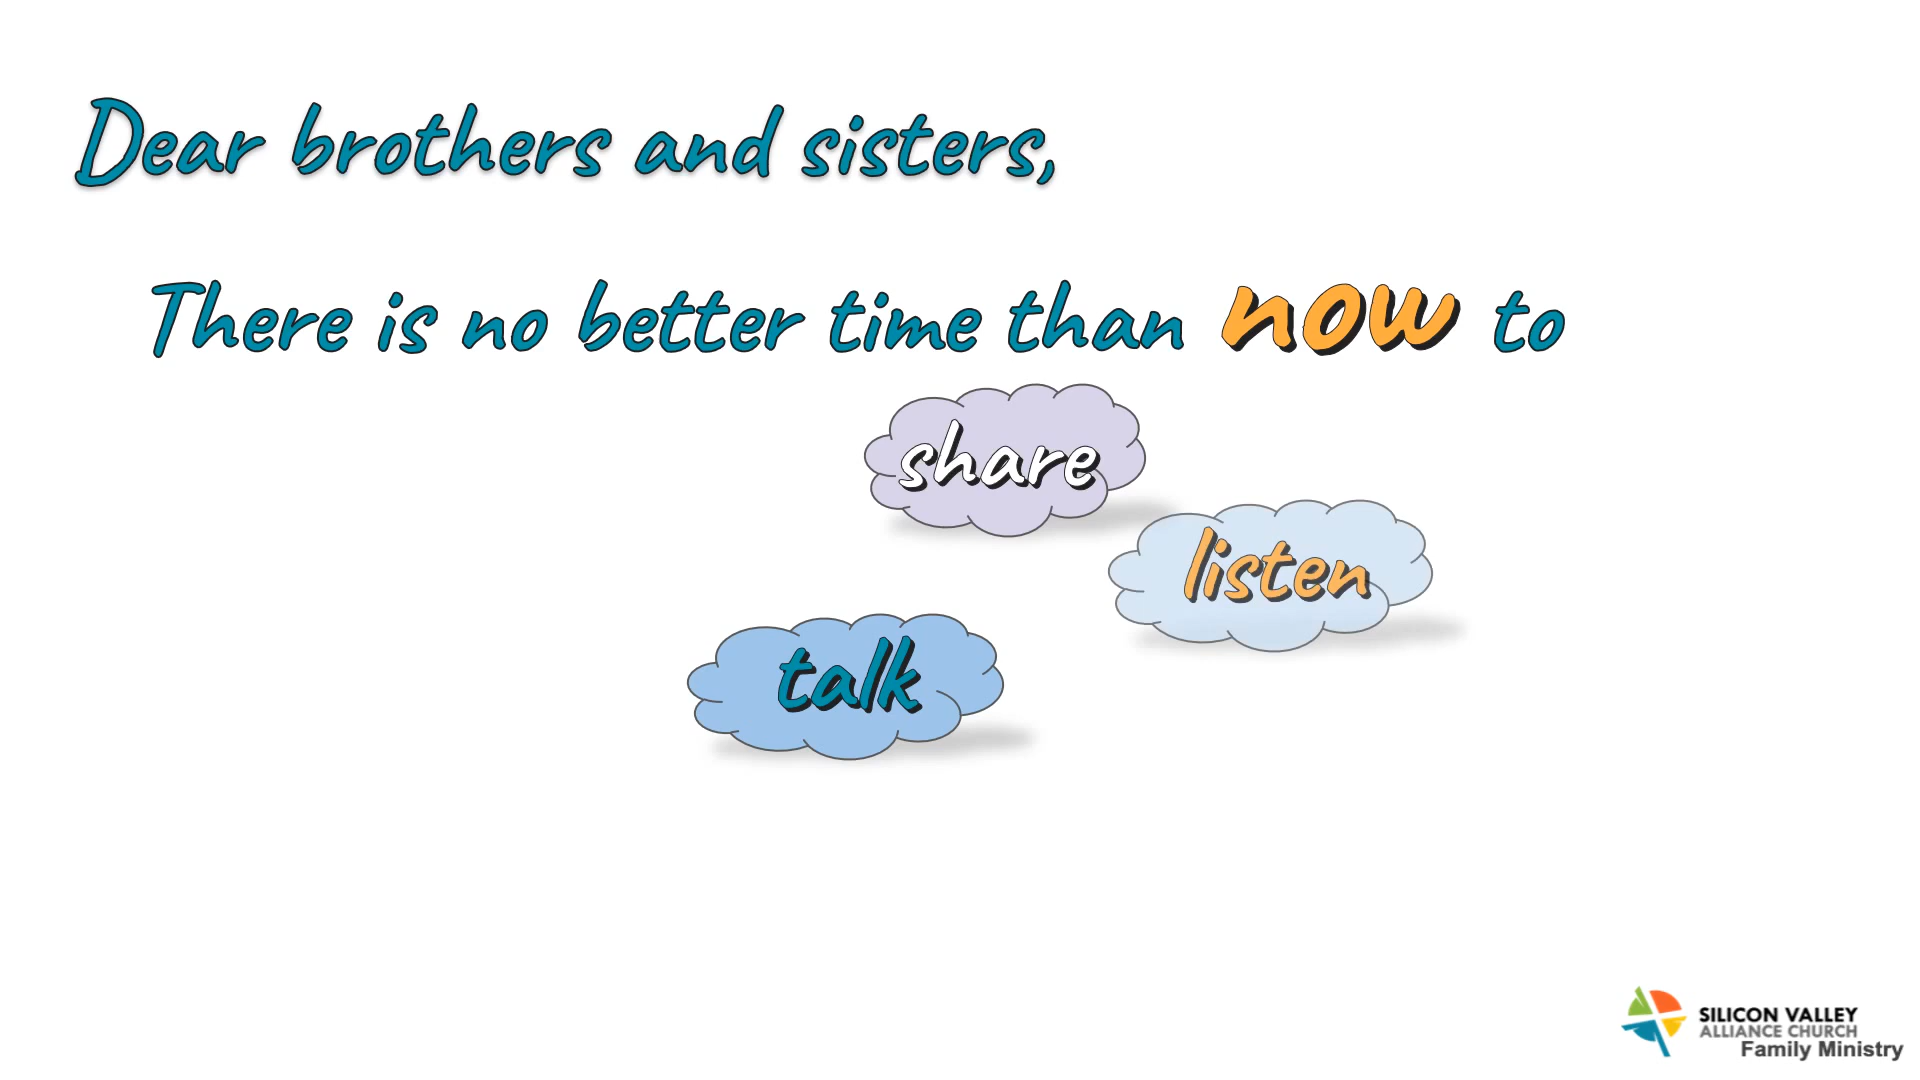 Dear brothers and sisters,
There is no better time than now to
share
listen
talk
SILICON VALLEY
ALLIANCE CHURCH
Family Ministry